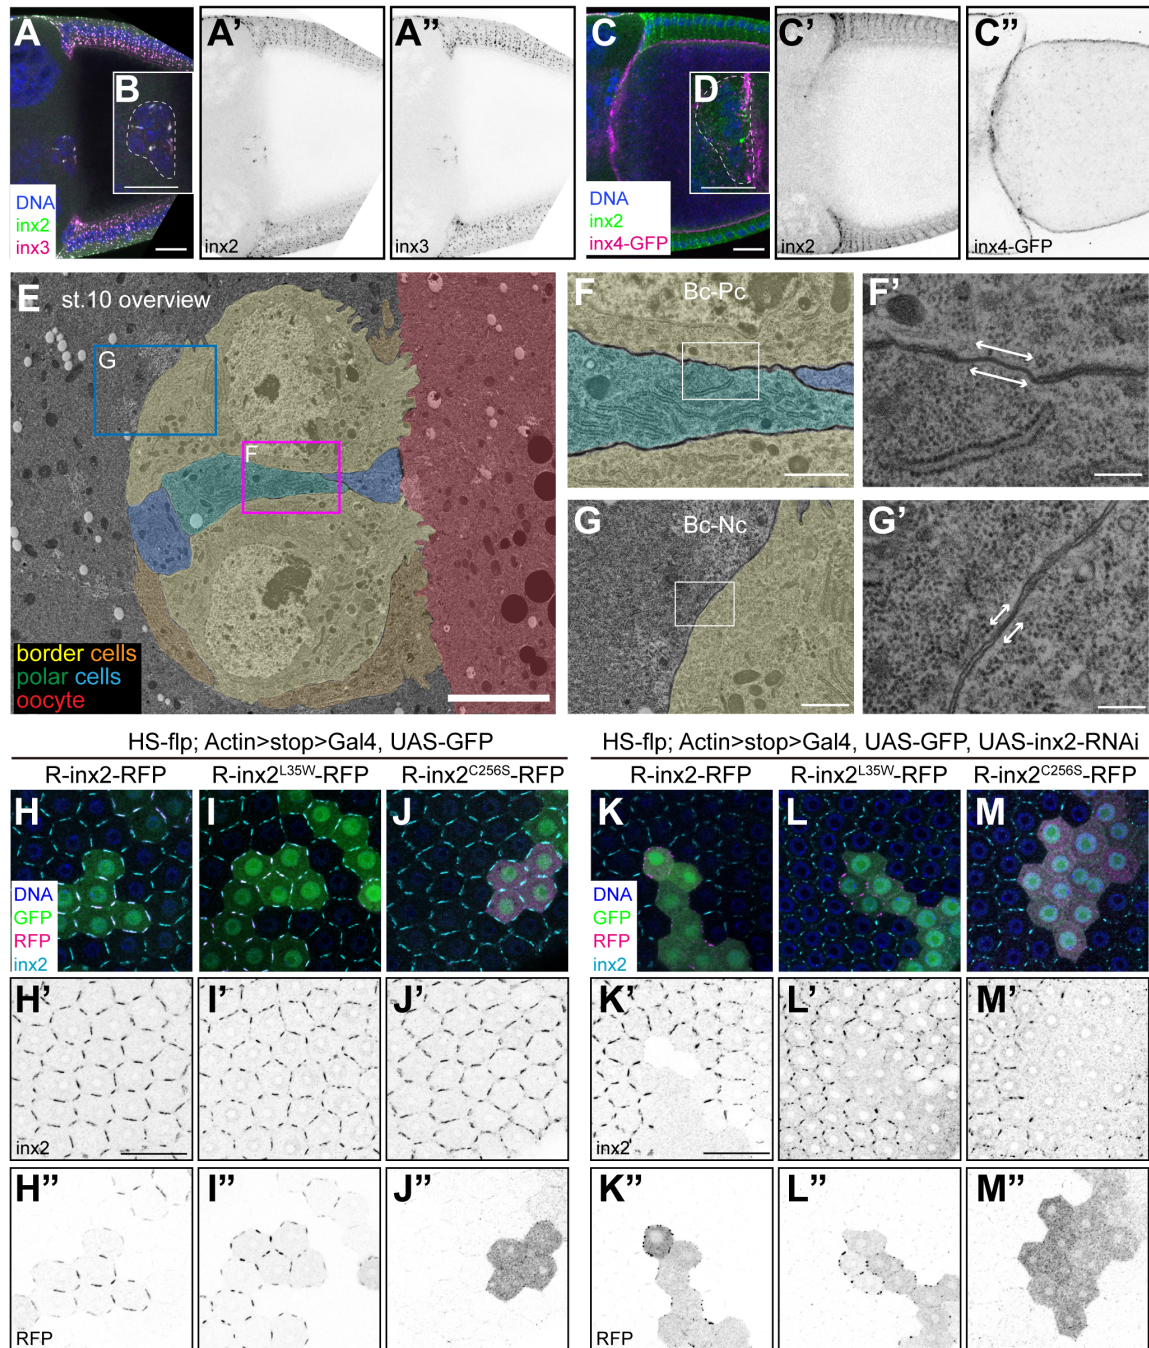 A
A’
A”
C
C’
C”
B
D
DNA
inx2
inx3
inx2
inx3
DNA
inx2
inx4-GFP
inx2
inx4-GFP
E
st.10 overview
G
F
border cells
polar cells
oocyte
F
Bc-Pc
F’
G
Bc-Nc
G’
HS-flp; Actin>stop>Gal4, UAS-GFP
HS-flp; Actin>stop>Gal4, UAS-GFP, UAS-inx2-RNAi
R-inx2-RFP
R-inx2L35W-RFP
R-inx2C256S-RFP
R-inx2-RFP
R-inx2L35W-RFP
R-inx2C256S-RFP
H
I
J
K
L
M
DNA
GFP
RFP
inx2
DNA
GFP
RFP
inx2
H’
I’
J’
K’
L’
M’
inx2
inx2
H”
I”
J”
K”
L”
M”
RFP
RFP